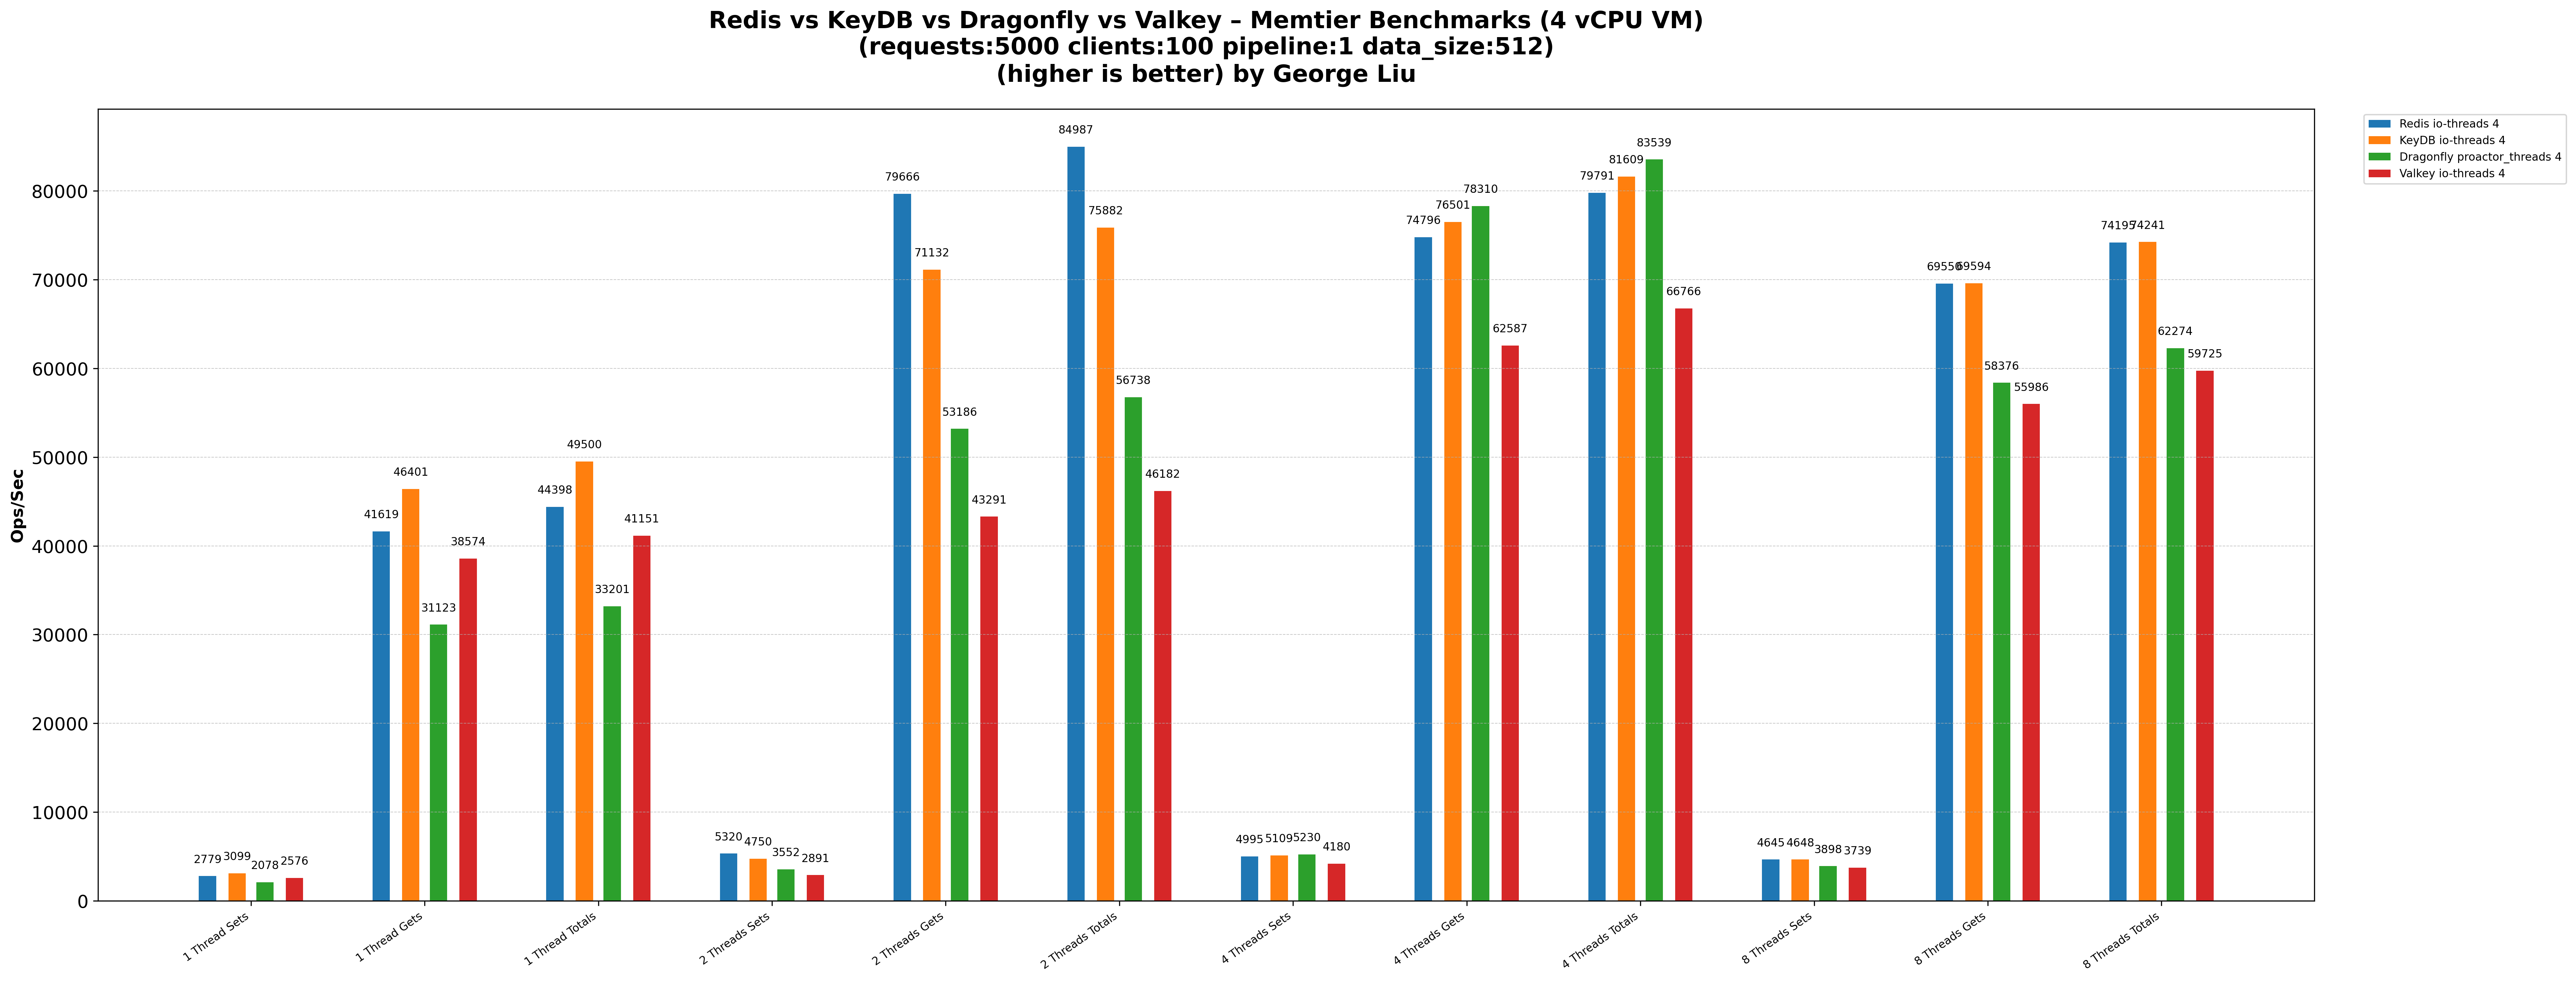 Redis vs KeyDB vs Dragonfly vs Valkey – Memtier Benchmarks (4 vCPU VM)
(requests:5000 clients:100 pipeline:1 data_size:512)
(higher is better) by George Liu
Redis io-threads 4
KeyDB io-threads 4
Dragonfly proactor_threads 4
Valkey io-threads 4
Ops/Sec
80000
70000
60000
50000
40000
30000
20000
10000
0
2779 3099 2078 2576
41619 46401 31123 38574
44398 49500 33201 41151
5320 4750 3552 2891
79666 71132 53186 43291
84987 75882 56738 46182
4995 5109 5230 4180
74796 76501 78310 62587
79791 81609 83539 66766
4645 4648 3898 3739
69550 69594 58376 55986
74195 74241 62274 59725
1 Thread Sets
1 Thread Gets
1 Thread Totals
2 Threads Sets
2 Threads Gets
2 Threads Totals
4 Threads Sets
4 Threads Gets
4 Threads Totals
8 Threads Sets
8 Threads Gets
8 Threads Totals